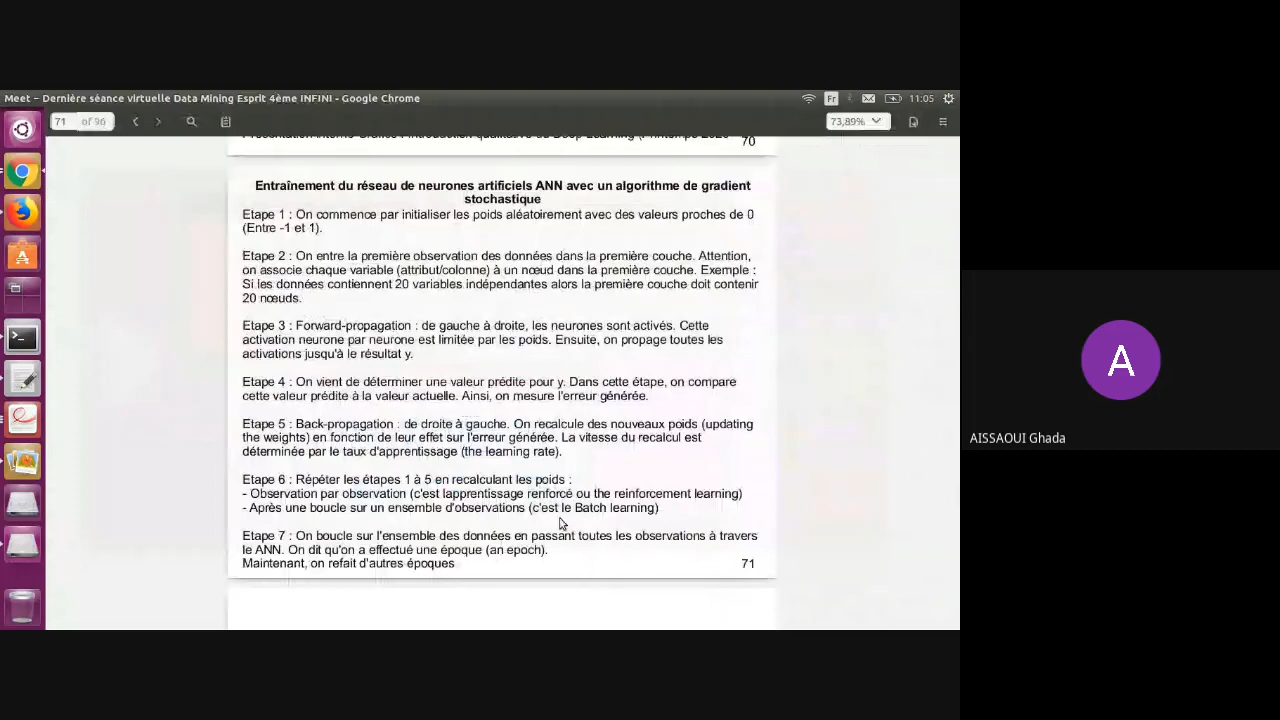 Meet – Dernière séance virtuelle Data Mining Esprit 4ème INFINI - Google Chrome
Fr
11:05
71 of 96
73,89%
70
Entraînement du réseau de neurones artificiels ANN avec un algorithme de gradient
stochastique
Etape 1 : On commence par initialiser les poids aléatoirement avec des valeurs proches de 0
(Entre -1 et 1).
Etape 2 : On entre la première observation des données dans la première couche. Attention,
on associe chaque variable (attribut/colonne) à un nœud dans la première couche. Exemple :
Si les données contiennent 20 variables indépendantes alors la première couche doit contenir
20 nœuds.
Etape 3 : Forward-propagation : de gauche à droite, les neurones sont activés. Cette
activation neurone par neurone est limitée par les poids. Ensuite, on propage toutes les
activations jusqu'à le résultat y.
Etape 4 : On vient de déterminer une valeur prédite pour y. Dans cette étape, on compare
cette valeur prédite à la valeur actuelle. Ainsi, on mesure l'erreur générée.
Etape 5 : Back-propagation : de droite à gauche. On recalcule des nouveaux poids (updating
the weights) en fonction de leur effet sur l'erreur générée. La vitesse du recalcul est
déterminée par le taux d'apprentissage (the learning rate).
Etape 6 : Répéter les étapes 1 à 5 en recalculant les poids :
- Observation par observation (c'est lapprentissage renforcé ou the reinforcement learning)
- Après une boucle sur un ensemble d'observations (c'est le Batch learning)
Etape 7 : On boucle sur l'ensemble des données en passant toutes les observations à travers
le ANN. On dit qu'on a effectué une époque (an epoch).
Maintenant, on refait d'autres époques
71
A
AISSAOUI Ghada